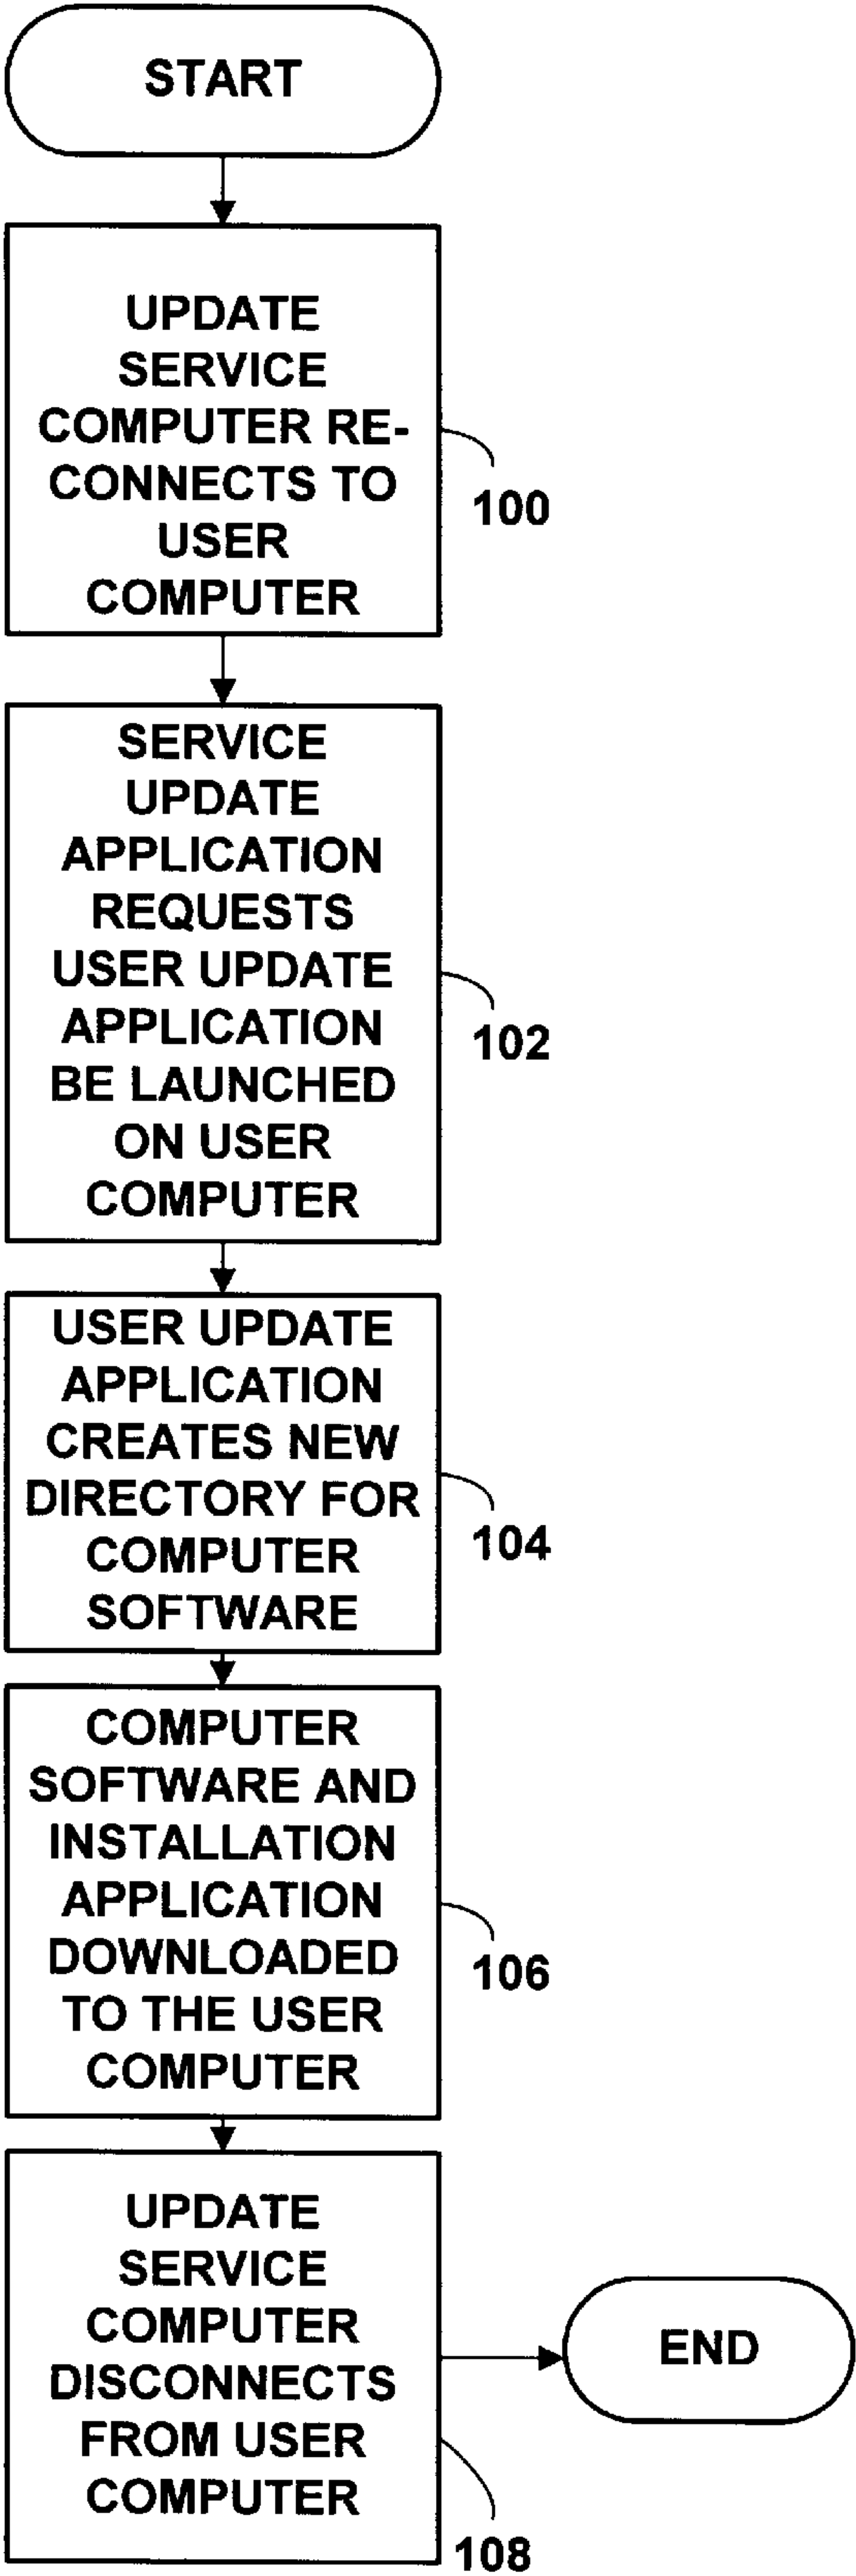 START
UPDATE
SERVICE
COMPUTER RE-
CONNECTS TO
USER
COMPUTER
100
SERVICE
UPDATE
APPLICATION
REQUESTS
USER UPDATE
APPLICATION
BE LAUNCHED
ON USER
COMPUTER
102
USER UPDATE
APPLICATION
CREATES NEW
DIRECTORY FOR
COMPUTER
SOFTWARE
104
COMPUTER
SOFTWARE AND
INSTALLATION
APPLICATION
DOWNLOADED
TO THE USER
COMPUTER
106
UPDATE
SERVICE
COMPUTER
DISCONNECTS
FROM USER
COMPUTER
108
END